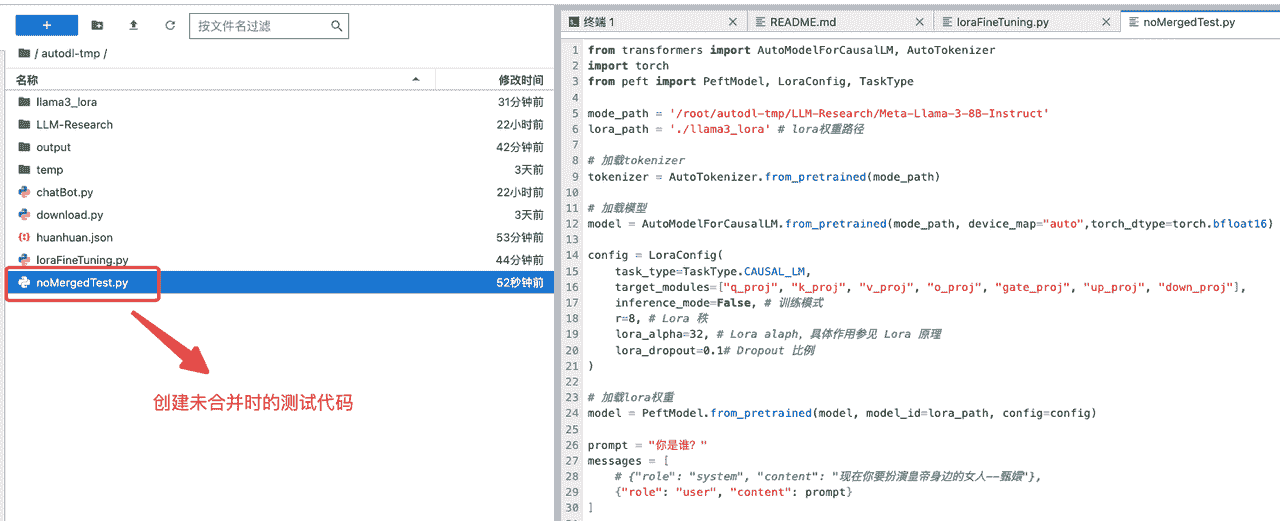 +
按文件名过滤
/ autodl-tmp /
名称 修改时间
llama3_lora 31分钟前
LLM-Research 22小时前
output 42分钟前
temp 3天前
chatBot.py 22小时前
download.py 3天前
huanhuan.json 53分钟前
loraFineTuning.py 44分钟前
noMergedTest.py 52秒钟前
创建未合并时的测试代码
终端 1 README.md loraFineTuning.py noMergedTest.py
1 from transformers import AutoModelForCausalLM, AutoTokenizer
2 import torch
3 from peft import PeftModel, LoraConfig, TaskType
4
5 mode_path = '/root/autodl-tmp/LLM-Research/Meta-Llama-3-8B-Instruct'
6 lora_path = './llama3_lora' # lora权重路径
7
8 # 加载tokenizer
9 tokenizer = AutoTokenizer.from_pretrained(mode_path)
10
11 # 加载模型
12 model = AutoModelForCausalLM.from_pretrained(mode_path, device_map="auto",torch_dtype=torch.bfloat16)
13
14 config = LoraConfig(
15     task_type=TaskType.CAUSAL_LM,
16     target_modules=["q_proj", "k_proj", "v_proj", "o_proj", "gate_proj", "up_proj", "down_proj"],
17     inference_mode=False, # 训练模式
18     r=8, # Lora 秩
19     lora_alpha=32, # Lora alaph, 具体作用参见 Lora 原理
20     lora_dropout=0.1# Dropout 比例
21 )
22
23 # 加载lora权重
24 model = PeftModel.from_pretrained(model, model_id=lora_path, config=config)
25
26 prompt = "你是谁？"
27 messages = [
28     # {"role": "system", "content": "现在你要扮演皇帝身边的女人--甄嬛"},
29     {"role": "user", "content": prompt}
30 ]